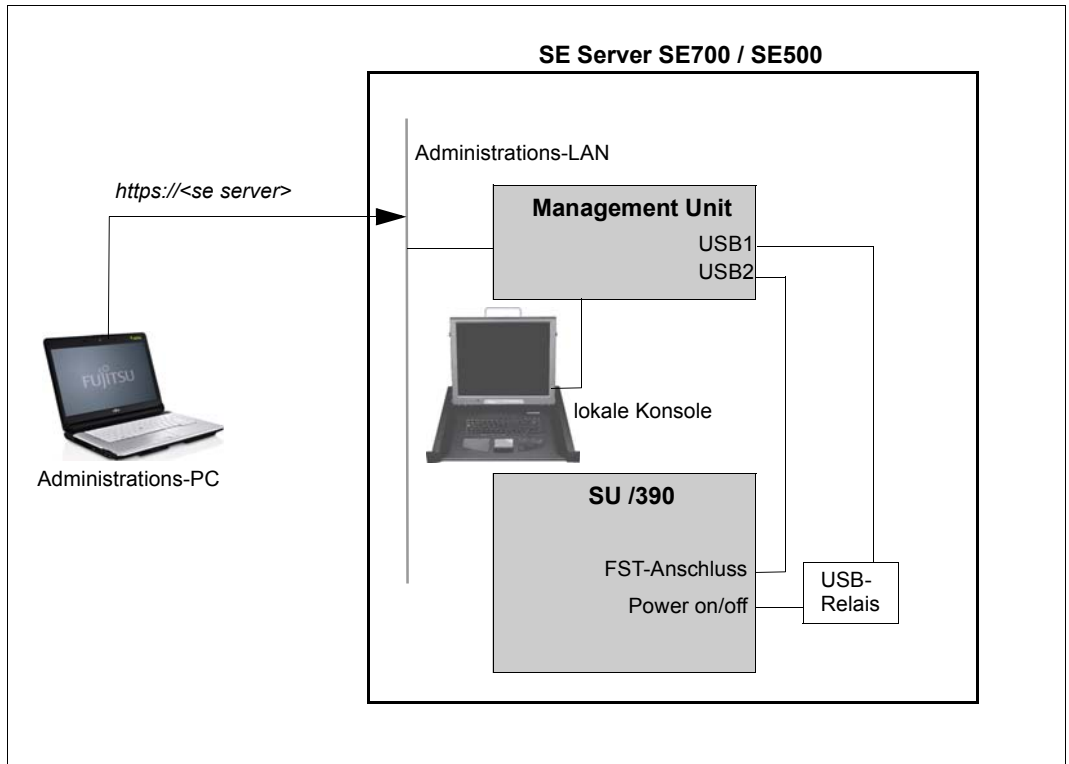 SE Server SE700 / SE500
Administrations-LAN
https://<se server>
Management Unit
USB1
USB2
FUJITSU
lokale Konsole
Administrations-PC
SU /390
FST-Anschluss
Power on/off
USB-
Relais